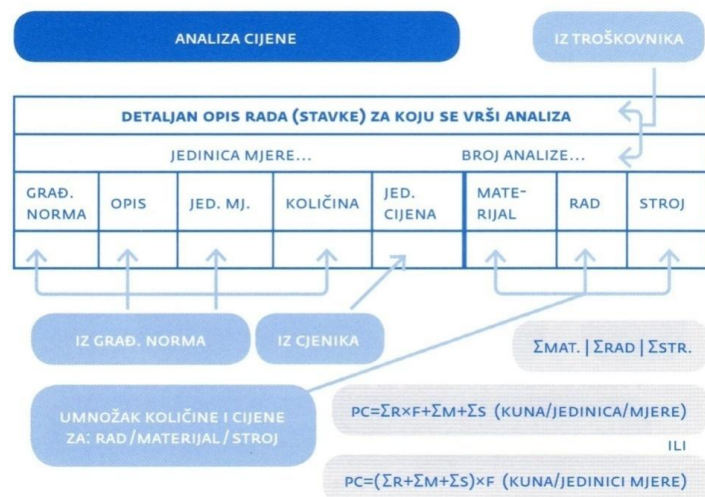 ANALIZA CIJENE
IZ TROŠKOVNIKA
DETALJAN OPIS RADA (STAVKE) ZA KOJU SE VRŠI ANALIZA
JEDINICA MJERE... BROJ ANALIZE...
GRAĐ. NORMA
OPIS
JED. MJ.
KOLIČINA
JED. CIJENA
MATE-
RIJAL
RAD
STROJ
IZ GRAĐ. NORMA
IZ CJENIKA
ΣMAT. | ΣRAD | ΣSTR.
UMNOŽAK KOLIČINE I CIJENE
ZA: RAD/MATERIJAL/STROJ
PC=ΣR×F+ΣM+ΣS (KUNA/JEDINICA/MJERE)
ILI
PC=(ΣR+ΣM+ΣS)×F (KUNA/JEDINICI MJERE)